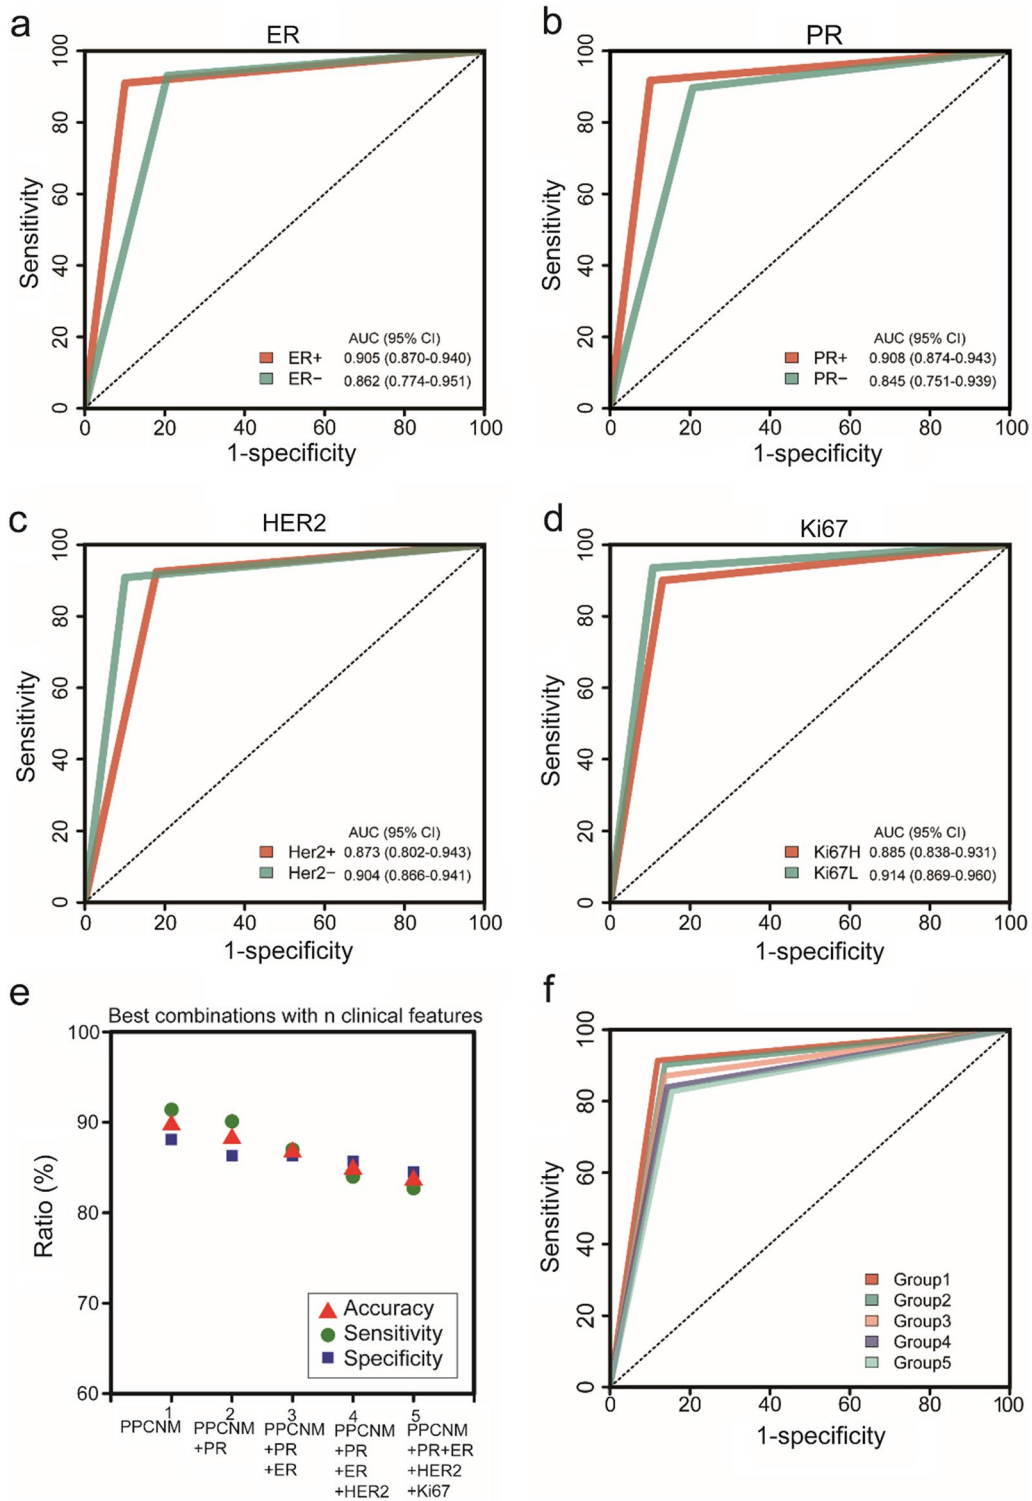 a
ER
100
80
60
40
20
0
Sensitivity
AUC (95% CI)
ER+ 0.905 (0.870-0.940)
ER− 0.862 (0.774-0.951)
0 20 40 60 80 100
1-specificity
b
PR
100
80
60
40
20
0
Sensitivity
AUC (95% CI)
PR+ 0.908 (0.874-0.943)
PR− 0.845 (0.751-0.939)
0 20 40 60 80 100
1-specificity
c
HER2
100
80
60
40
20
0
Sensitivity
AUC (95% CI)
Her2+ 0.873 (0.802-0.943)
Her2− 0.904 (0.866-0.941)
0 20 40 60 80 100
1-specificity
d
Ki67
100
80
60
40
20
0
Sensitivity
AUC (95% CI)
Ki67H 0.885 (0.838-0.931)
Ki67L 0.914 (0.869-0.960)
0 20 40 60 80 100
1-specificity
e
Best combinations with n clinical features
100
90
80
70
60
Ratio (%)
Accuracy
Sensitivity
Specificity
1 2 3 4 5
PPCNM PPCNM PPCNM PPCNM PPCNM
+PR +PR +PR +PR+ER
+ER +ER +HER2
+HER2 +Ki67
f
100
80
60
40
20
0
Sensitivity
Group1
Group2
Group3
Group4
Group5
0 20 40 60 80 100
1-specificity